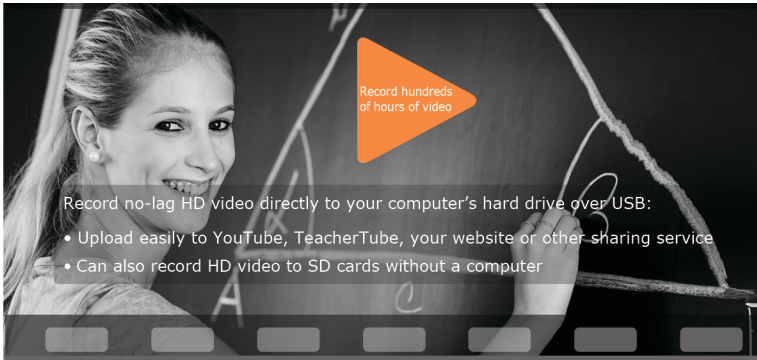 Record hundreds
of hours of video
Record no-lag HD video directly to your computer's hard drive over USB:
• Upload easily to YouTube, TeacherTube, your website or other sharing service
• Can also record HD video to SD cards without a computer
A
C